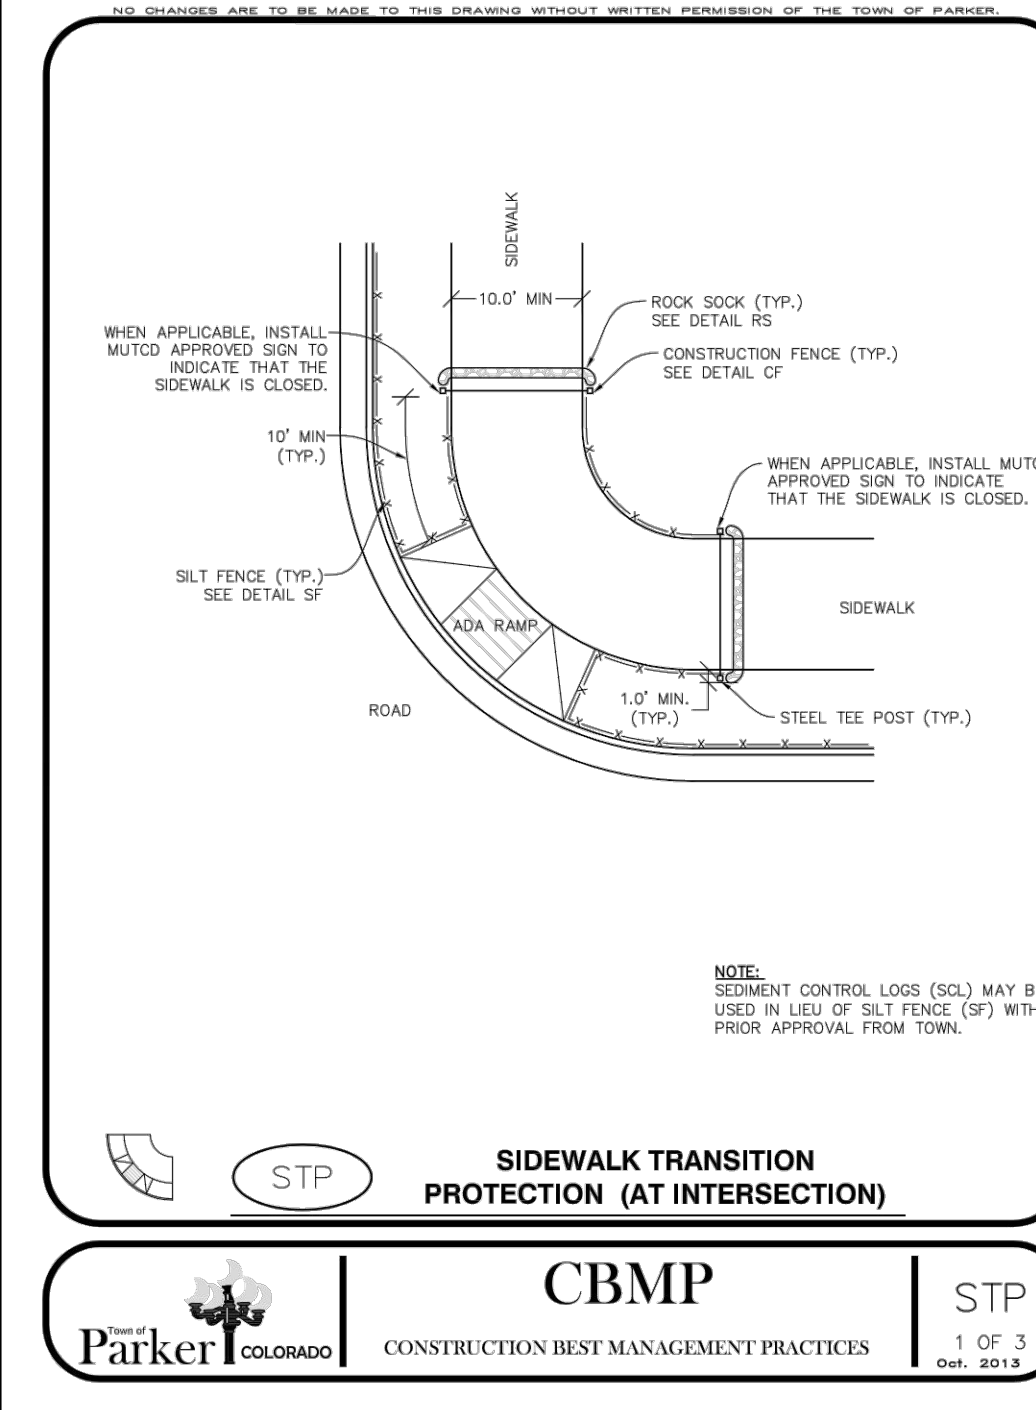 NO CHANGES ARE TO BE MADE TO THIS DRAWING WITHOUT WRITTEN PERMISSION OF THE TOWN OF PARKER.
SIDEWALK
10.0' MIN
ROCK SOCK (TYP.)
SEE DETAIL RS
WHEN APPLICABLE, INSTALL
MUTCD APPROVED SIGN TO
INDICATE THAT THE
SIDEWALK IS CLOSED.
CONSTRUCTION FENCE (TYP.)
SEE DETAIL CF
10' MIN
(TYP.)
WHEN APPLICABLE, INSTALL MUTC
APPROVED SIGN TO INDICATE
THAT THE SIDEWALK IS CLOSED.
SILT FENCE (TYP.)
SEE DETAIL SF
SIDEWALK
ADA RAMP
1.0' MIN.
(TYP.)
ROAD
STEEL TEE POST (TYP.)
NOTE:
SEDIMENT CONTROL LOGS (SCL) MAY B
USED IN LIEU OF SILT FENCE (SF) WITH
PRIOR APPROVAL FROM TOWN.
STP
SIDEWALK TRANSITION
PROTECTION (AT INTERSECTION)
Town of
Parker
COLORADO
CBMP
CONSTRUCTION BEST MANAGEMENT PRACTICES
STP
1 OF 3
Oct. 2013